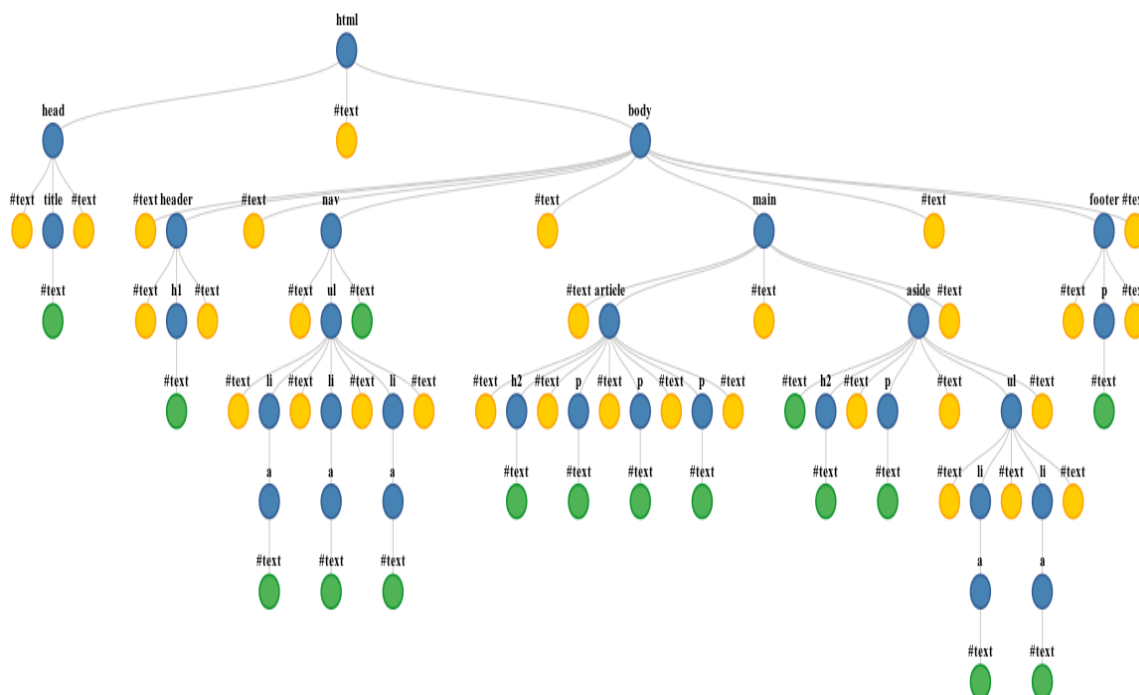 html
head #text body
#text title #text #text header #text nav #text main #text footer #text
#text #text h1 #text #text ul #text #text article #text aside #text #text p #text
#text #text li #text li #text li #text #text h2 #text p #text p #text p #text #text h2 #text p #text ul #text #text
a a a #text #text #text #text #text #text #text li #text li #text
#text #text #text a a
#text #text